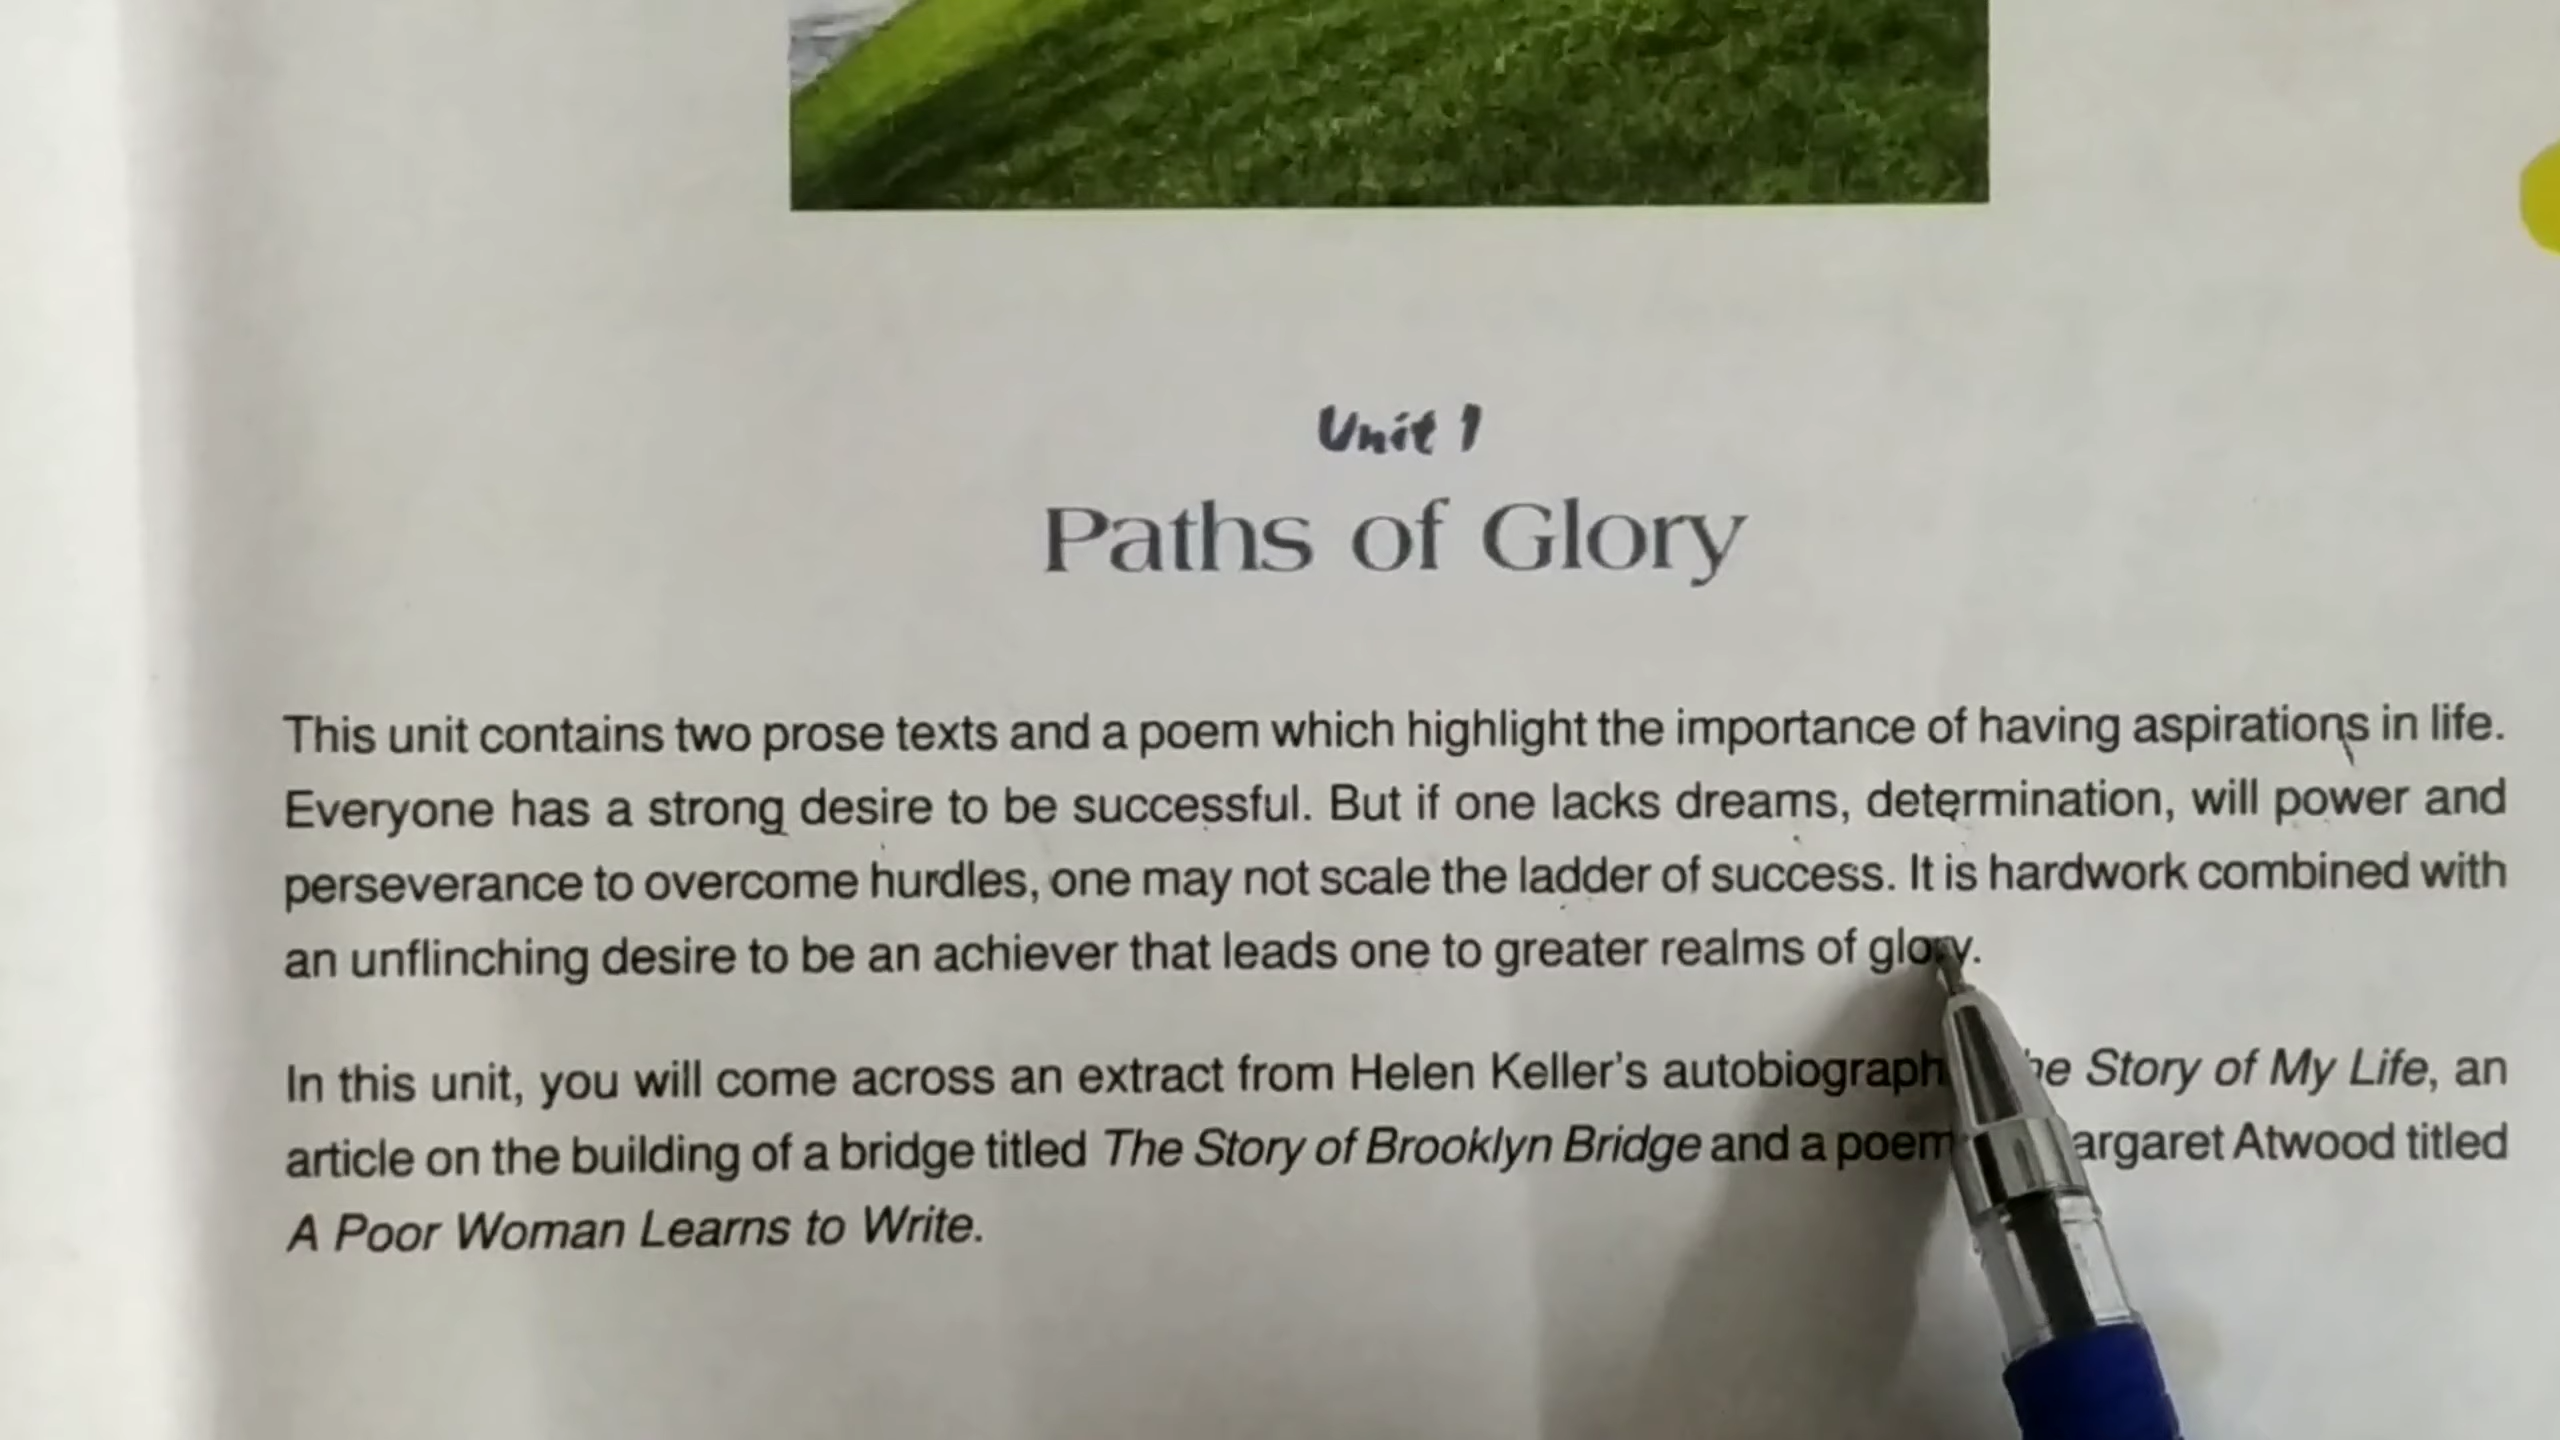 Unit 1
Paths of Glory
This unit contains two prose texts and a poem which highlight the importance of having aspirations in life.
Everyone has a strong desire to be successful. But if one lacks dreams, determination, will power and
perseverance to overcome hurdles, one may not scale the ladder of success. It is hardwork combined with
an unflinching desire to be an achiever that leads one to greater realms of glory.
In this unit, you will come across an extract from Helen Keller's Story of My Life, an
article on the building of a bridge titled The Story of Brooklyn Bridge and a poem Atwood titled
A Poor Woman Learns to Write.